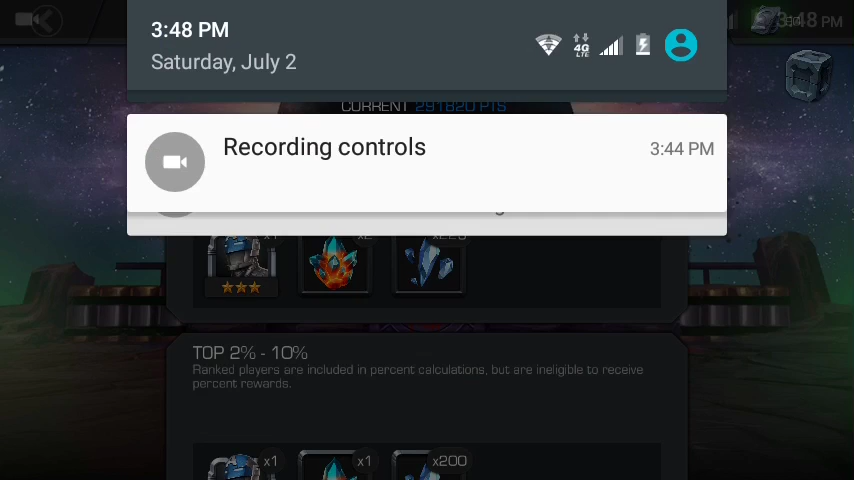 3:48 PM
3:48 PM
Saturday, July 2
4G
LTE
CURRENT 291820 PTS
Recording controls
3:44 PM
x1
x2
x225
TOP 2% - 10%
Ranked players are included in percent calculations, but are ineligible to receive
percent rewards.
x1
x1
x200